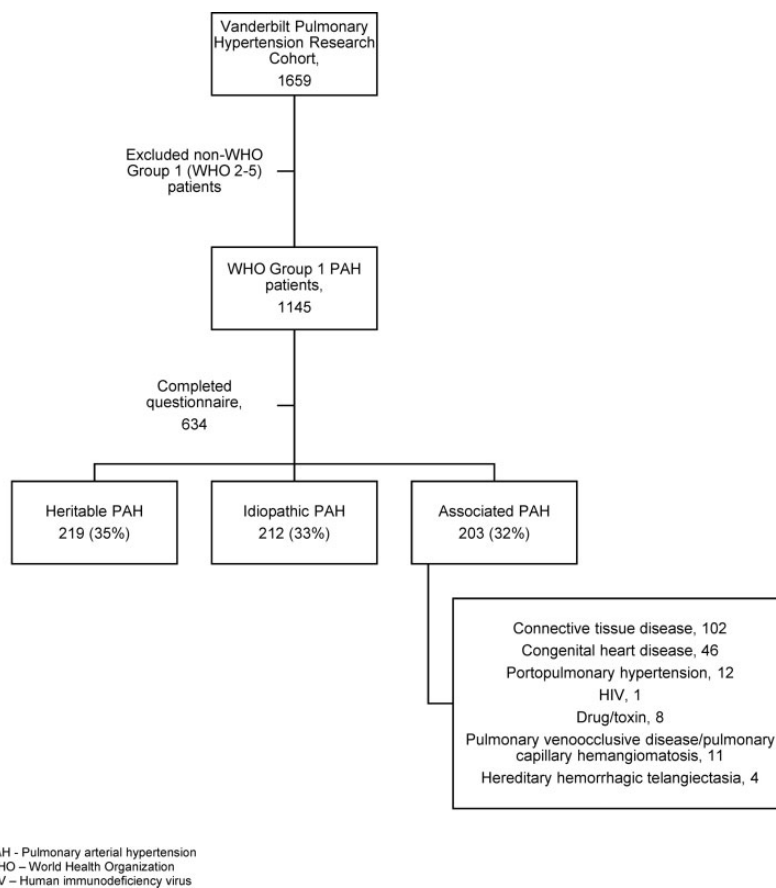 Vanderbilt Pulmonary
Hypertension Research
Cohort,
1659
Excluded non-WHO
Group 1 (WHO 2-5)
patients
WHO Group 1 PAH
patients,
1145
Completed
questionnaire,
634
Heritable PAH
219 (35%)
Idiopathic PAH
212 (33%)
Associated PAH
203 (32%)
Connective tissue disease, 102
Congenital heart disease, 46
Portopulmonary hypertension, 12
HIV, 1
Drug/toxin, 8
Pulmonary venoocclusive disease/pulmonary
capillary hemangiomatosis, 11
Hereditary hemorrhagic telangiectasia, 4
AH - Pulmonary arterial hypertension
HO – World Health Organization
V – Human immunodeficiency virus